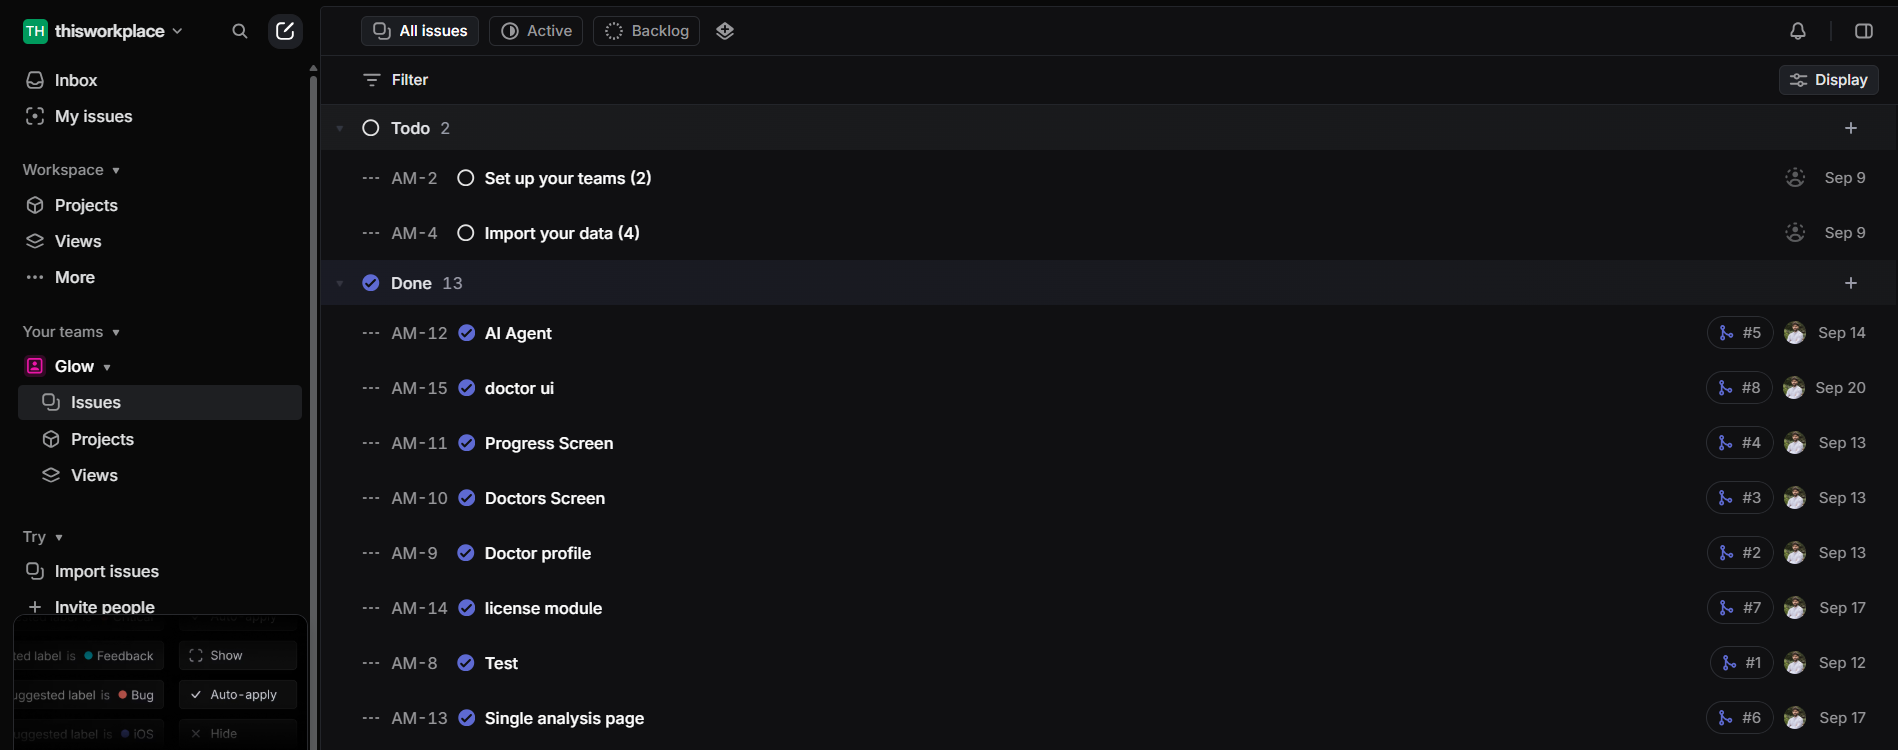 TH thisworkplace
Inbox
My issues
Workspace
Projects
Views
More
Your teams
Glow
Issues
Projects
Views
Try
Import issues
Invite people
Auto-apply
ted label is Feedback Show
uggested label is Bug Auto-apply
uggested label is iOS Hide
All issues Active Backlog
Filter Display
Todo 2
--- AM-2 Set up your teams (2) Sep 9
--- AM-4 Import your data (4) Sep 9
Done 13
--- AM-12 AI Agent #5 Sep 14
--- AM-15 doctor ui #8 Sep 20
--- AM-11 Progress Screen #4 Sep 13
--- AM-10 Doctors Screen #3 Sep 13
--- AM-9 Doctor profile #2 Sep 13
--- AM-14 license module #7 Sep 17
--- AM-8 Test #1 Sep 12
--- AM-13 Single analysis page #6 Sep 17